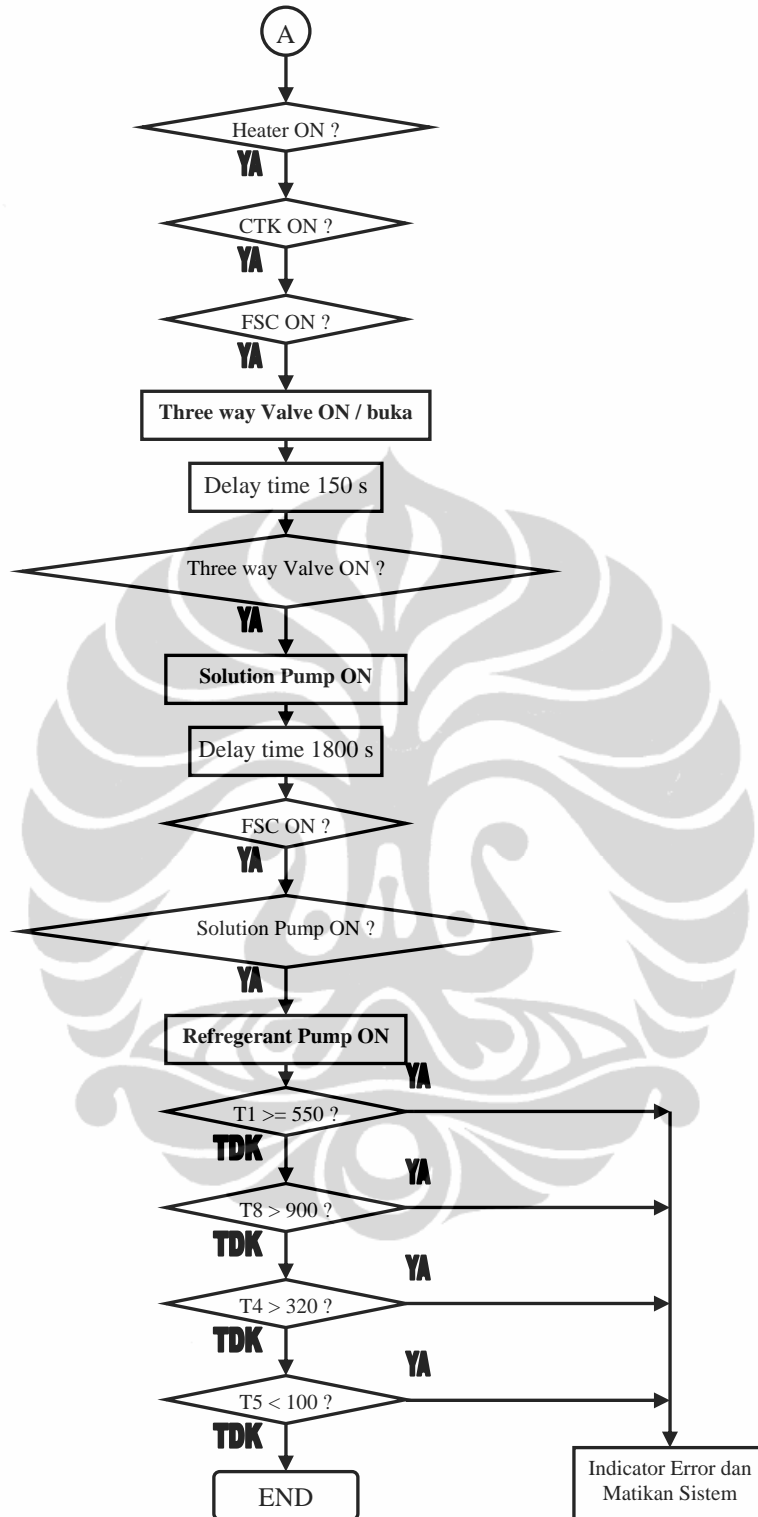 A
Heater ON ?
YA
CTK ON ?
YA
FSC ON ?
YA
Three way Valve ON / buka
Delay time 150 s
Three way Valve ON ?
YA
Solution Pump ON
Delay time 1800 s
FSC ON ?
YA
Solution Pump ON ?
YA
Refregerant Pump ON
YA
T1 >= 550 ?
TDK
YA
T8 > 900 ?
TDK
YA
T4 > 320 ?
TDK
YA
T5 < 100 ?
TDK
END
Indicator Error dan
Matikan Sistem